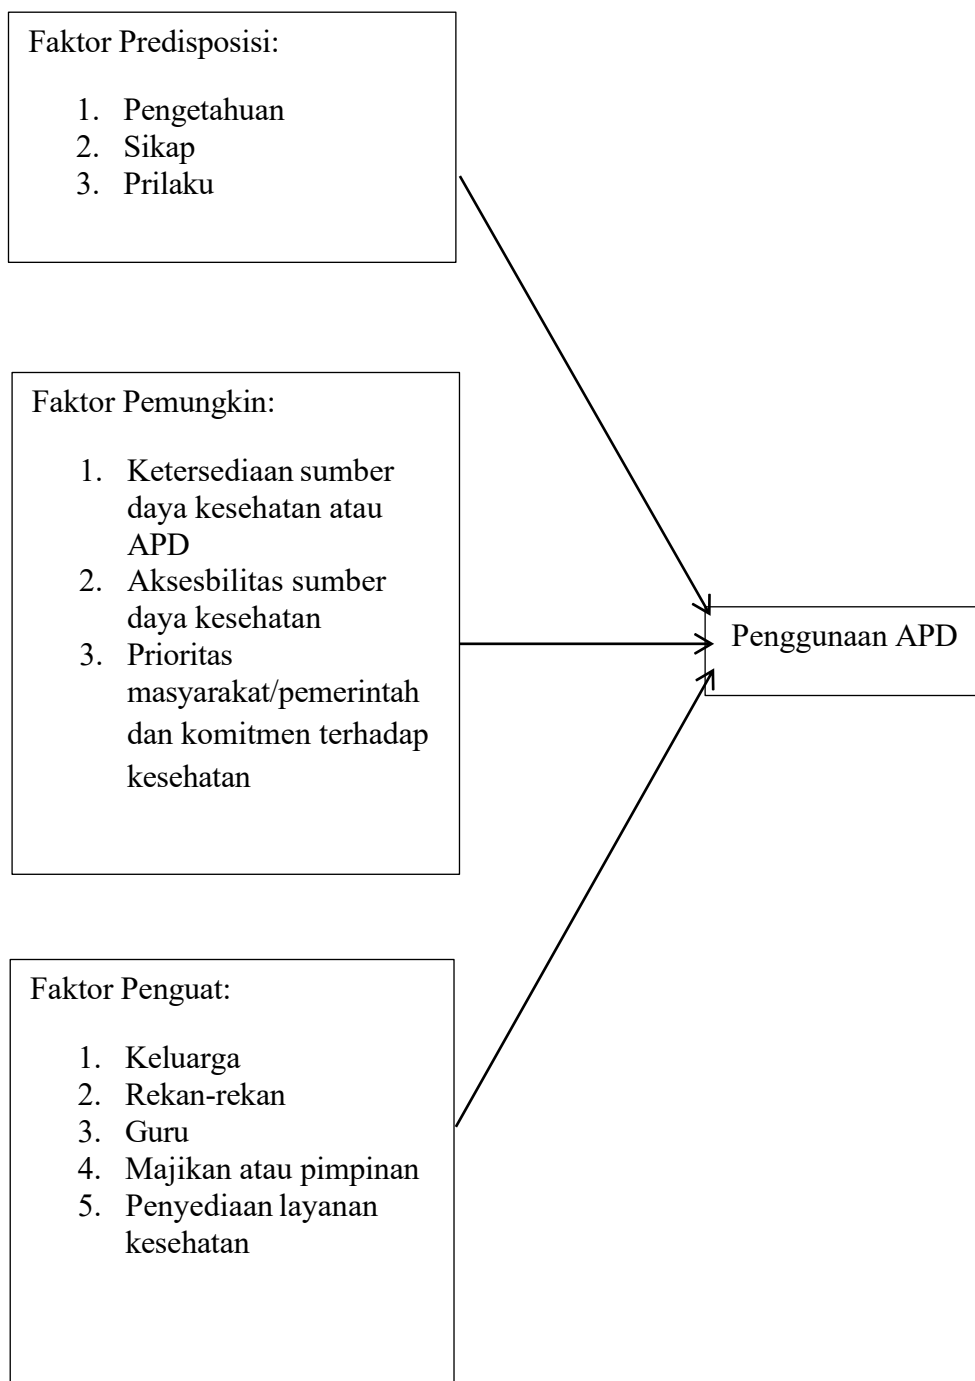 Faktor Predisposisi:
1. Pengetahuan
2. Sikap
3. Prilaku
Faktor Pemungkin:
1. Ketersediaan sumber
daya kesehatan atau
APD
2. Aksesbilitas sumber
daya kesehatan
3. Prioritas
masyarakat/pemerintah
dan komitmen terhadap
kesehatan
Penggunaan APD
Faktor Penguat:
1. Keluarga
2. Rekan-rekan
3. Guru
4. Majikan atau pimpinan
5. Penyediaan layanan
kesehatan